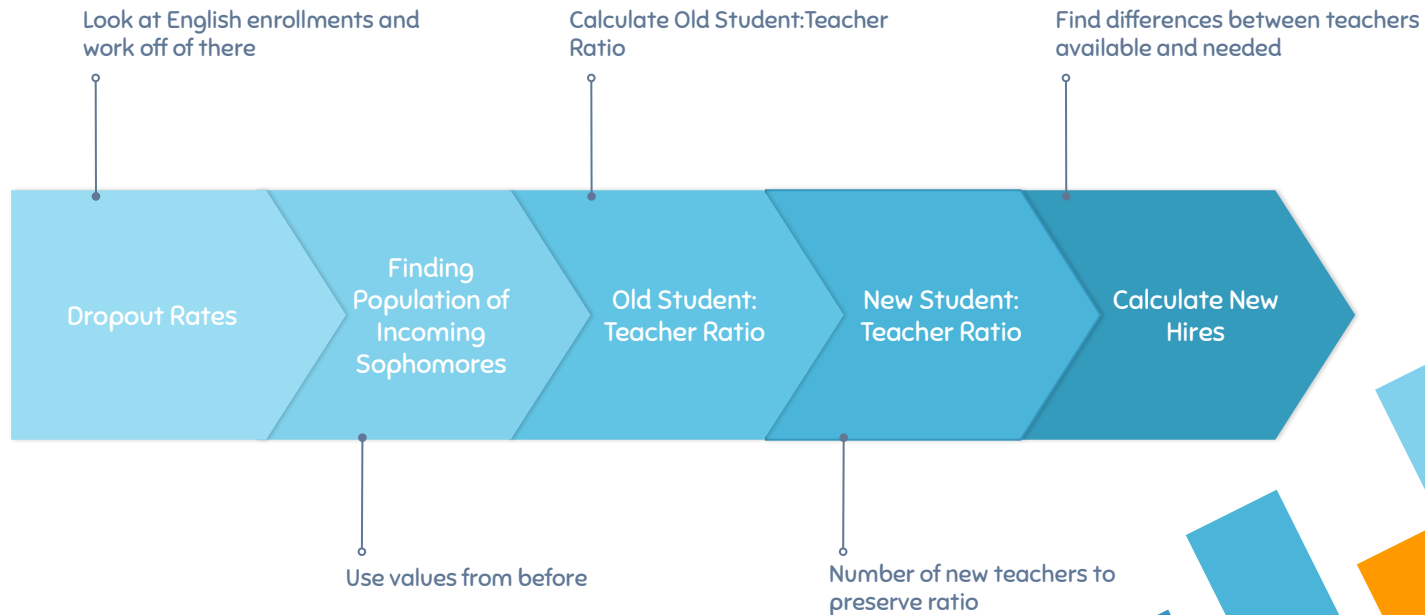 Look at English enrollments and
work off of there
Calculate Old Student:Teacher
Ratio
Find differences between teachers
available and needed
Dropout Rates
Finding
Population of
Incoming
Sophomores
Old Student:
Teacher Ratio
New Student:
Teacher Ratio
Calculate New
Hires
Use values from before
Number of new teachers to
preserve ratio